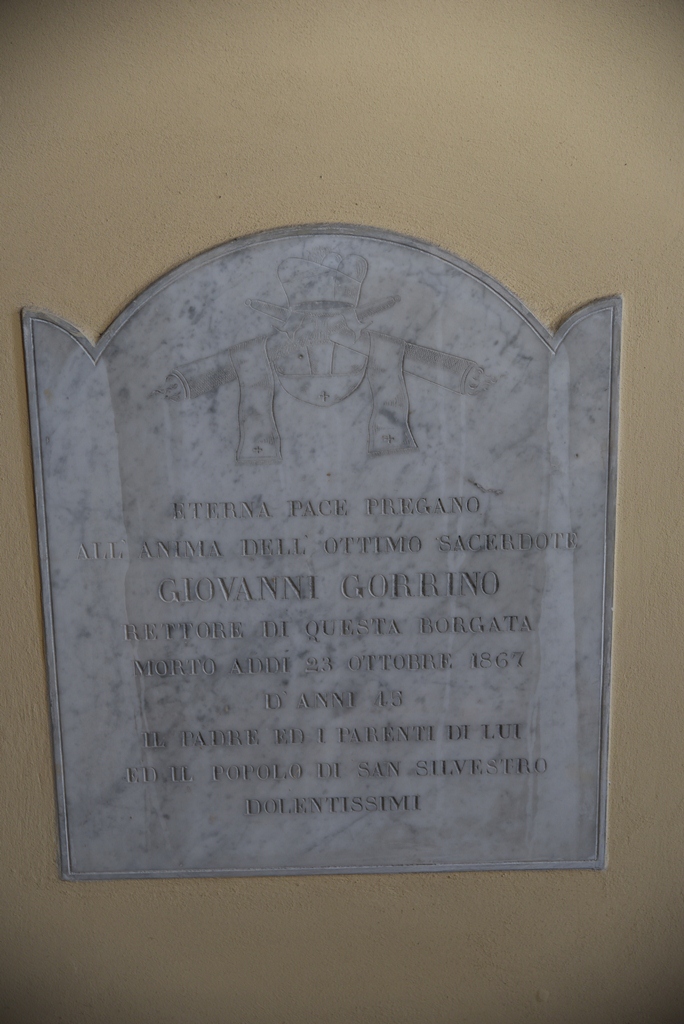 ETERNA PACE PREGANO
ALL' ANIMA DELL' OTTIMO SACERDOTE
GIOVANNI GORRINO
RETTORE DI QUESTA BORGATA
MORTO ADDI 23 OTTOBRE 1867
D'ANNI 45
IL PADRE ED I PARENTI DI LUI
ED IL POPOLO DI SAN SILVESTRO
DOLENTISSIMI